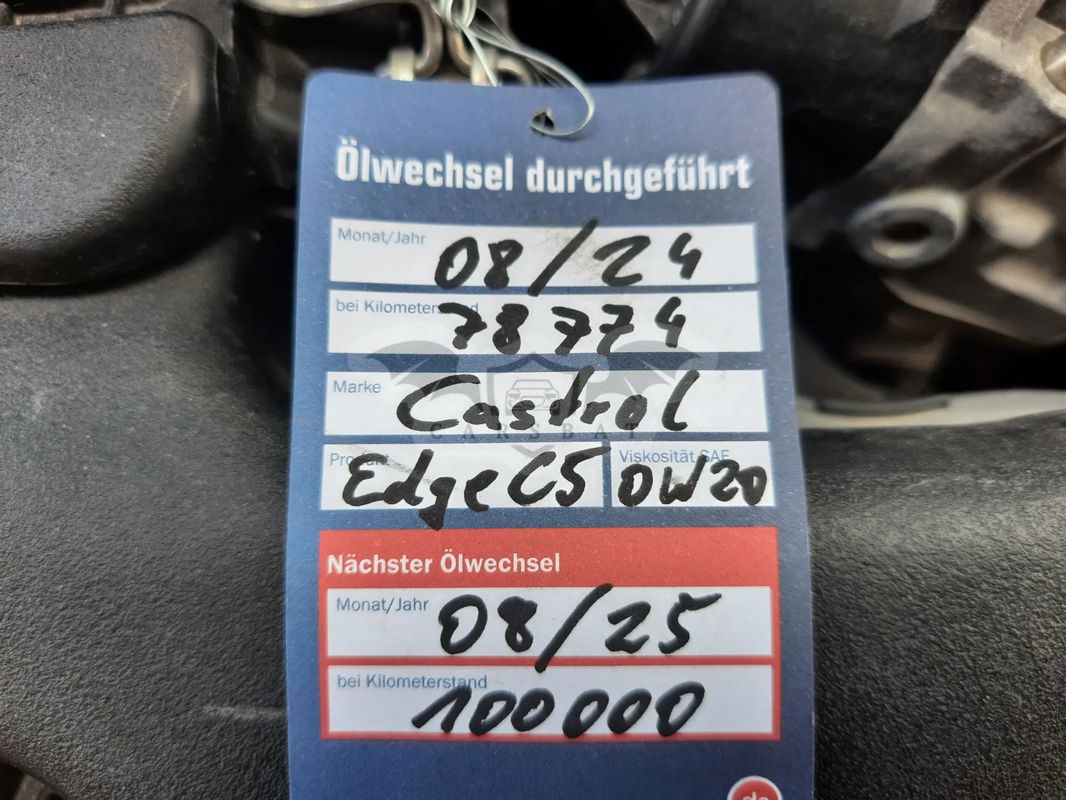 Ölwechsel durchgeführt
Monat/Jahr 08/24
bei Kilometerstand 78774
Marke Castrol
CARSBAT
Produkt Edge C5 Viskosität SAE 0W20
Nächster Ölwechsel
Monat/Jahr 08/25
bei Kilometerstand 100000